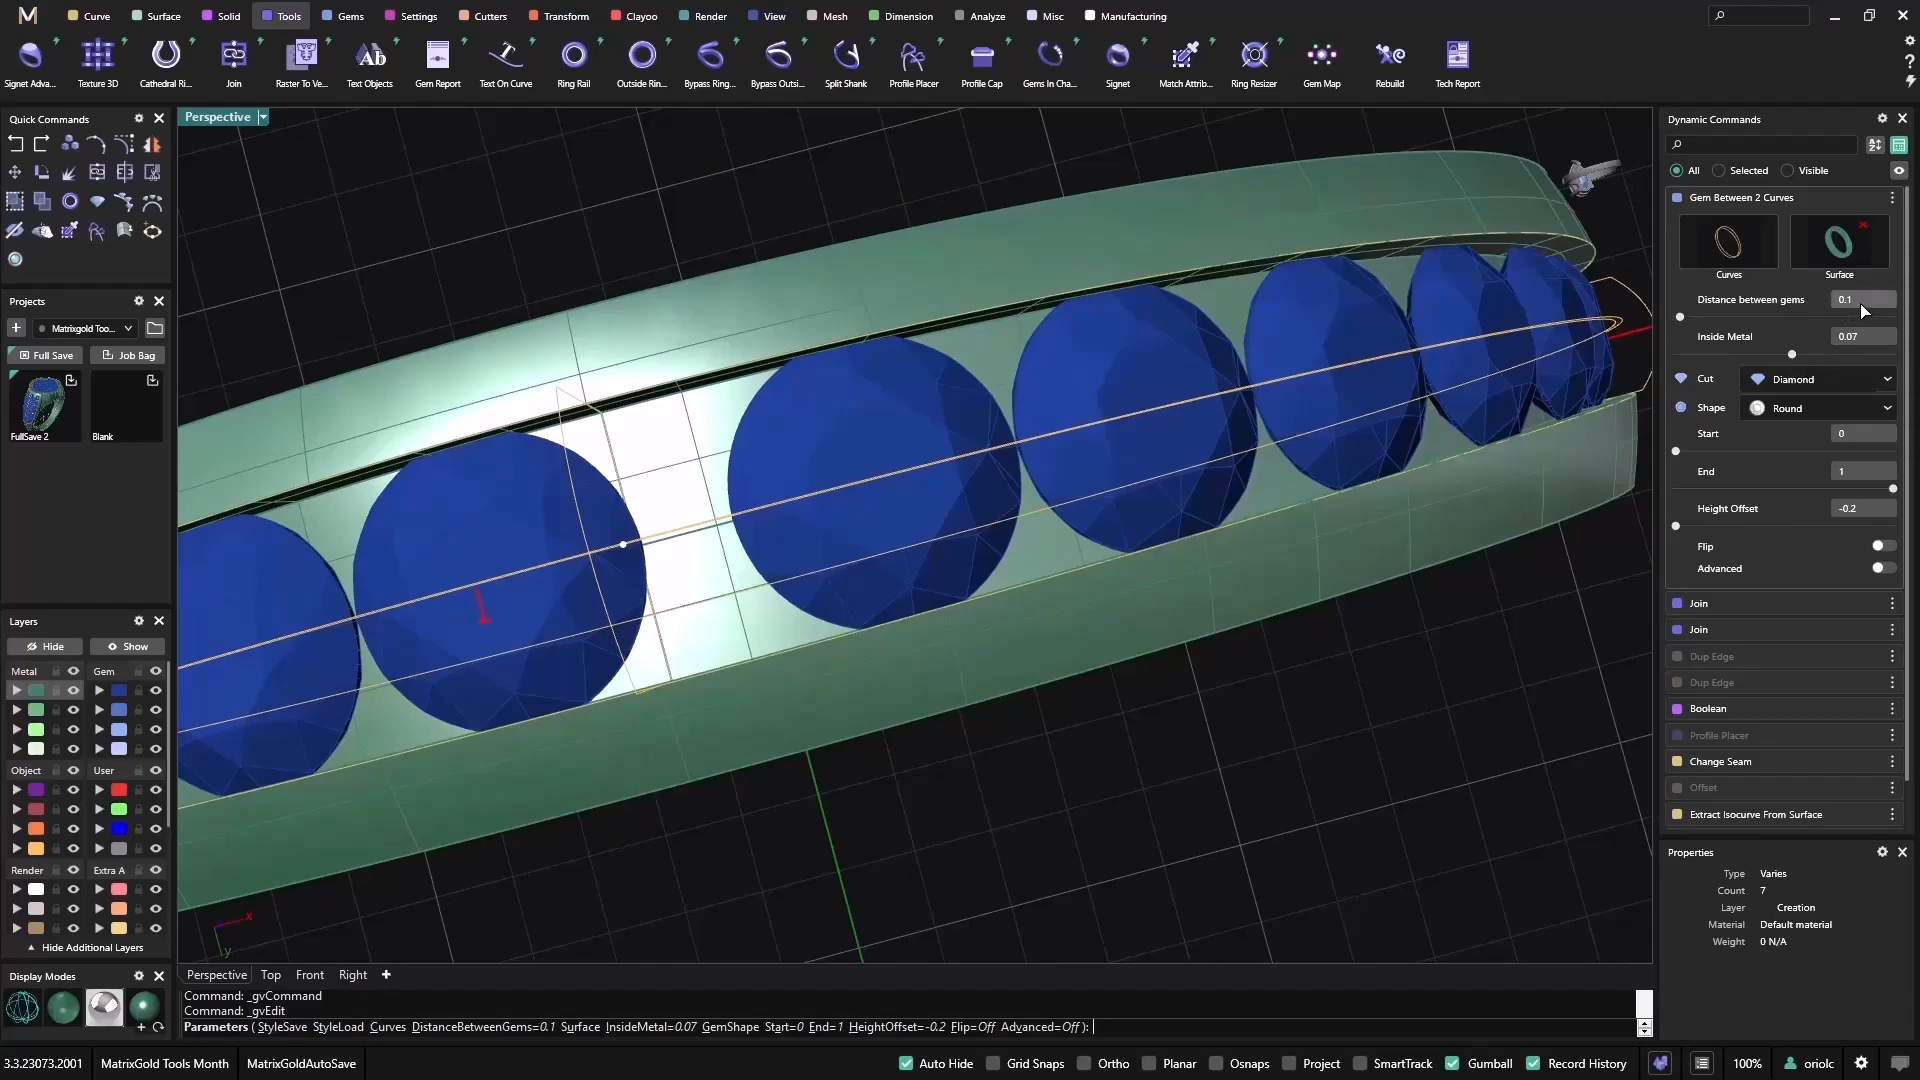 Curve Surface Solid Tools Gems Settings Cutters Transform Clayoo Render View Mesh Dimension Analyze Misc Manufacturing
Signet Adva... Texture 3D Cathedral Ri... Join Raster To Ve... Text Objects Gem Report Text On Curve Ring Rail Outside Rin... Bypass Ring... Bypass Outsi... Split Shank Profile Placer Profile Cap Gems In Cha... Signet Match Attrib... Ring Resizer Gem Map Rebuild Tech Report
Quick Commands
Projects
Matrixgold Too...
Full Save Job Bag
FullSave 2 Blank
Layers
Hide Show
Metal Gem
Object User
Render Extra A
Hide Additional Layers
Display Modes
Perspective
x
y
Perspective Top Front Right
Command: _gvCommand
Command: _gvEdit
Parameters ( StyleSave StyleLoad Curves DistanceBetweenGems=0.1 Surface InsideMetal=0.07 GemShape Start=0 End=1 HeightOffset=-0.2 Flip=Off Advanced=Off ):
Dynamic Commands
All Selected Visible
Gem Between 2 Curves
Curves Surface
Distance between gems 0.1
Inside Metal 0.07
Cut Diamond
Shape Round
Start 0
End 1
Height Offset -0.2
Flip
Advanced
Join
Join
Dup Edge
Dup Edge
Boolean
Profile Placer
Change Seam
Offset
Extract Isocurve From Surface
Properties
Type Varies
Count 7
Layer Creation
Material Default material
Weight 0 N/A
3.3.23073.2001 MatrixGold Tools Month MatrixGoldAutoSave Auto Hide Grid Snaps Ortho Planar Osnaps Project SmartTrack Gumball Record History 100% oriolc